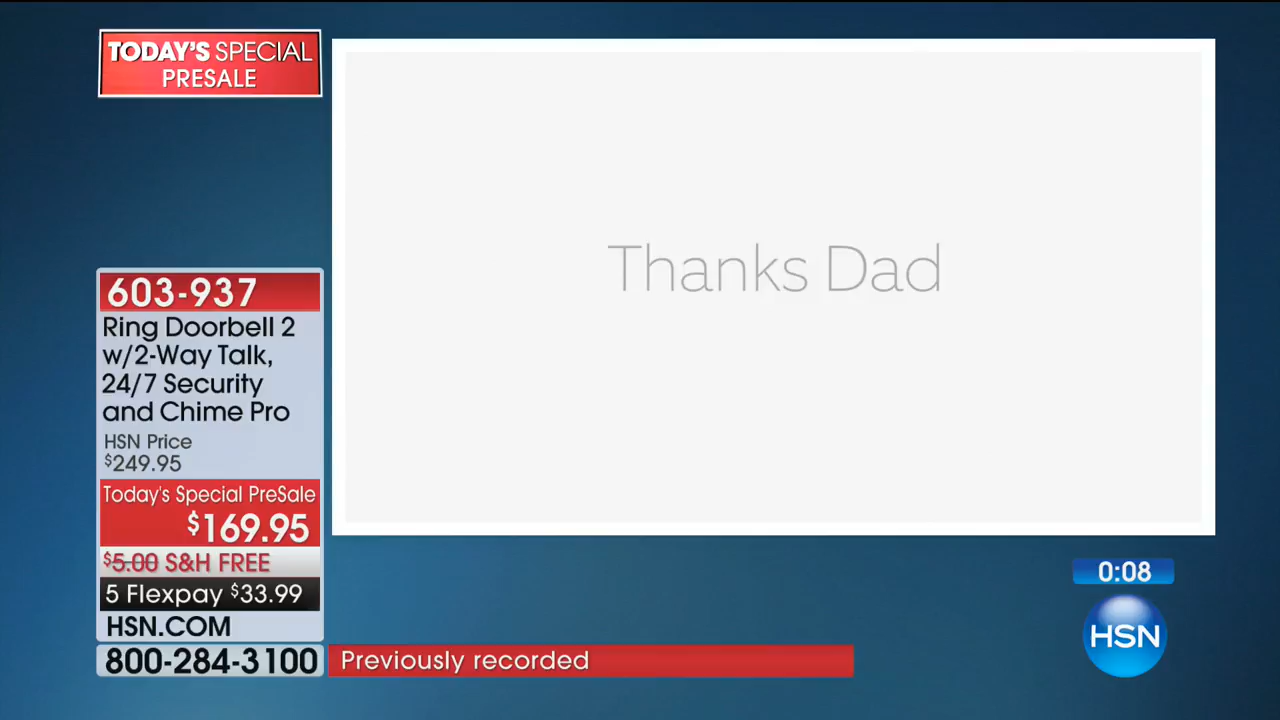 TODAY'S SPECIAL
PRESALE
Thanks Dad
603-937
Ring Doorbell 2
w/2-Way Talk,
24/7 Security
and Chime Pro
HSN Price
$249.95
Today's Special PreSale
$169.95
$5.00 S&H FREE
5 Flexpay $33.99
HSN.COM
800-284-3100
Previously recorded
0:08
HSN